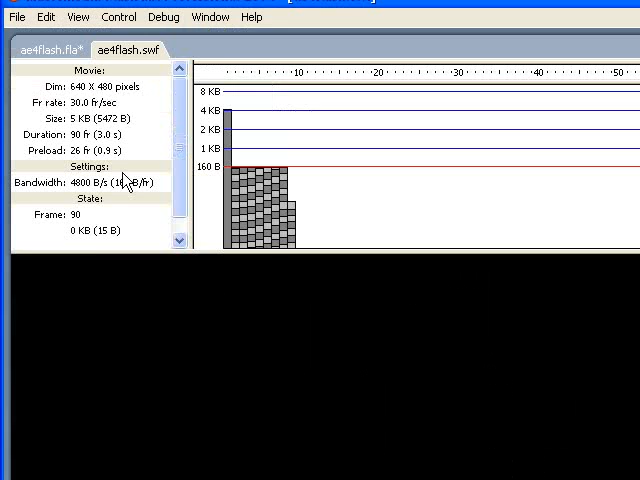 File Edit View Control Debug Window Help
ae4flash.fla* ae4flash.swf
Movie:
Dim: 640 X 480 pixels
Fr rate: 30.0 fr/sec
Size: 5 KB (5472 B)
Duration: 90 fr (3.0 s)
Preload: 26 fr (0.9 s)
Settings:
Bandwidth: 4800 B/s B/fr)
State:
Frame: 90
0 KB (15 B)
10 20 30 40 50
8 KB
4 KB
2 KB
1 KB
160 B